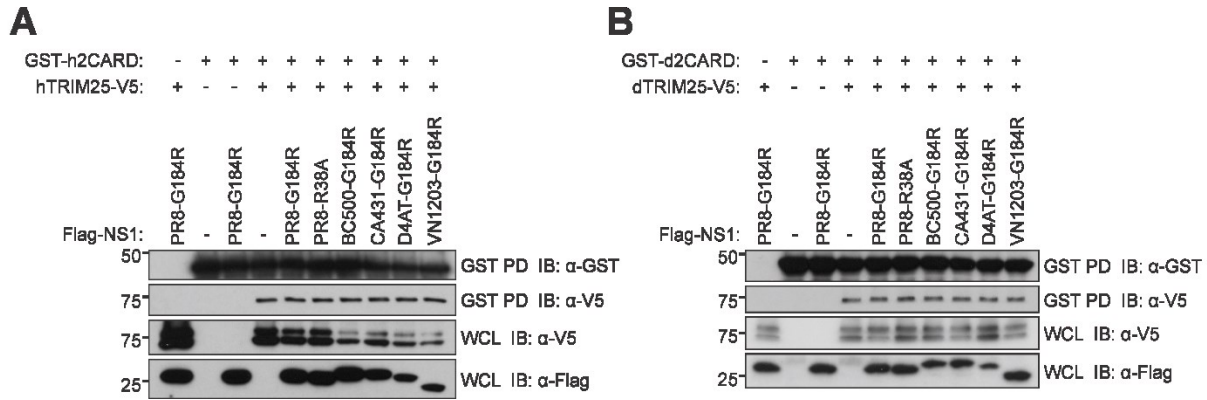 A
GST-h2CARD: - + + + + + + + + +
hTRIM25-V5: + - - + + + + + + +
Flag-NS1: PR8-G184R - PR8-G184R - PR8-G184R PR8-R38A BC500-G184R CA431-G184R D4AT-G184R VN1203-G184R
50 GST PD IB: α-GST
75 GST PD IB: α-V5
75 WCL IB: α-V5
25 WCL IB: α-Flag
B
GST-d2CARD: - + + + + + + + + +
dTRIM25-V5: + - - + + + + + + +
Flag-NS1: PR8-G184R - PR8-G184R - PR8-G184R PR8-R38A BC500-G184R CA431-G184R D4AT-G184R VN1203-G184R
50 GST PD IB: α-GST
75 GST PD IB: α-V5
75 WCL IB: α-V5
25 WCL IB: α-Flag